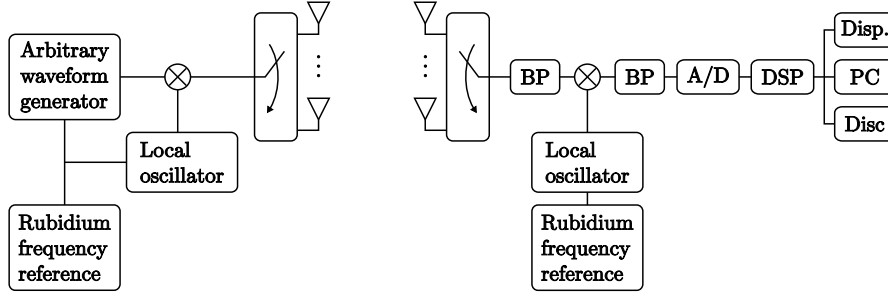 Arbitrary
waveform
generator
Local
oscillator
Rubidium
frequency
reference
BP
BP
A/D
DSP
Disp.
PC
Disc
Local
oscillator
Rubidium
frequency
reference